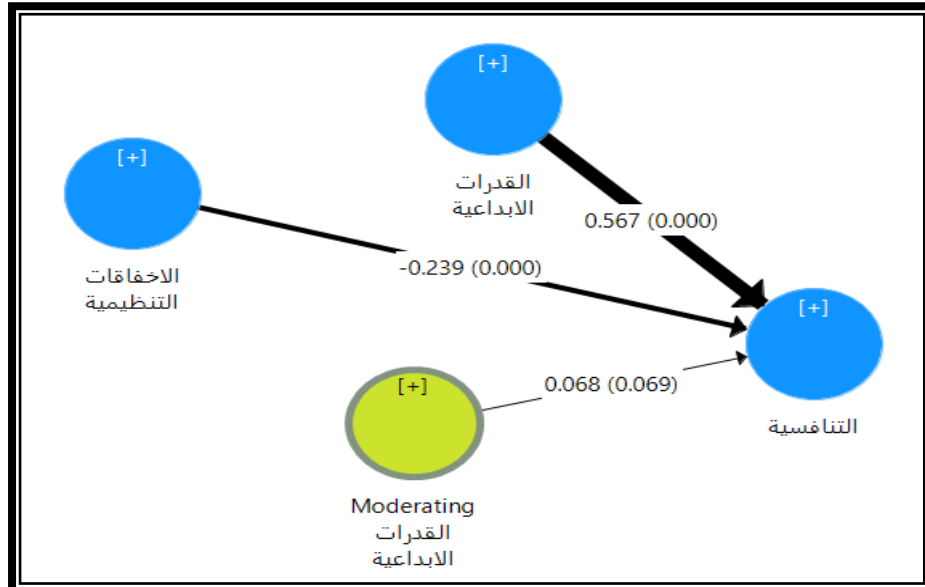 [+]
القدرات
الابداعية
[+]
الاخفاقات
التنظيمية
0.567 (0.000)
-0.239 (0.000)
[+]
التنافسية
0.068 (0.069)
[+]
Moderating
القدرات
الابداعية